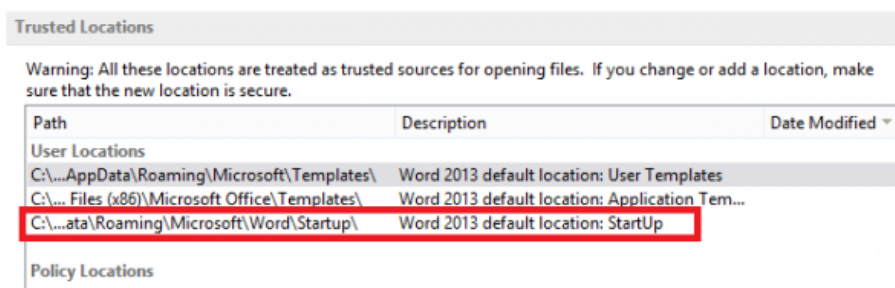 Trusted Locations
Warning: All these locations are treated as trusted sources for opening files.  If you change or add a location, make
sure that the new location is secure.
Path Description Date Modified
User Locations
C:\...AppData\Roaming\Microsoft\Templates\ Word 2013 default location: User Templates
C:\... Files (x86)\Microsoft Office\Templates\ Word 2013 default location: Application Tem...
C:\...ata\Roaming\Microsoft\Word\Startup\ Word 2013 default location: StartUp
Policy Locations